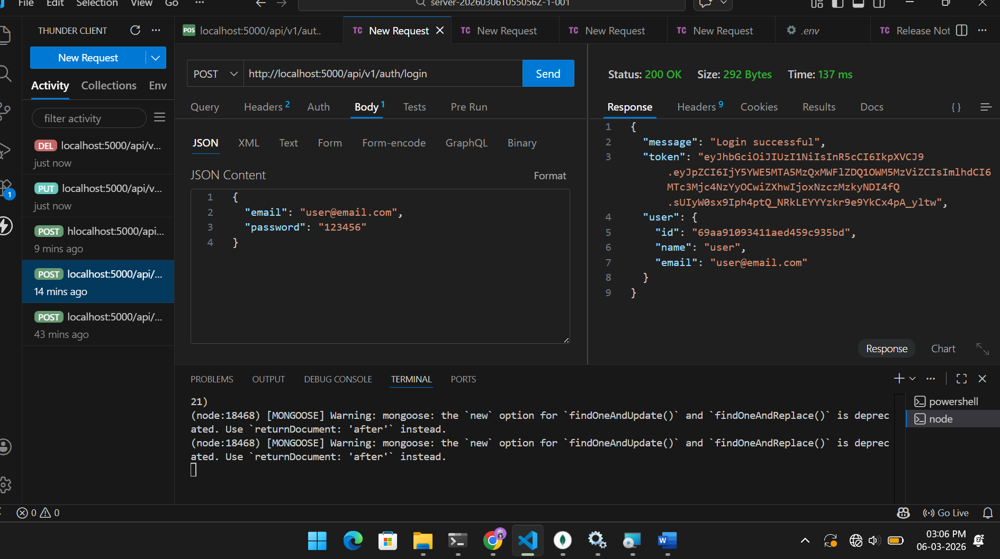 File Edit Selection View Go ···
server-20260306T055056Z-1-001
THUNDER CLIENT
New Request
Activity Collections Env
filter activity
DEL localhost:5000/api/v...
just now
PUT localhost:5000/api/v...
just now
POST hlocalhost:5000/api...
9 mins ago
POST localhost:5000/api/...
14 mins ago
POST localhost:5000/api/...
43 mins ago
1
POS localhost:5000/api/v1/aut..
TC New Request
TC New Request
TC New Request
TC New Request
.env
TC Release Not
POST http://localhost:5000/api/v1/auth/login Send
Query Headers 2 Auth Body 1 Tests Pre Run
JSON XML Text Form Form-encode GraphQL Binary
JSON Content Format
1 {
2 "email": "user@email.com",
3 "password": "123456"
4 }
Status: 200 OK Size: 292 Bytes Time: 137 ms
Response Headers 9 Cookies Results Docs { }
1 {
2 "message": "Login successful",
3 "token": "eyJhbGciOiJIUzI1NiIsInR5cCI6IkpXVCJ9
.eyJpZCI6IjY5YWE5MTA5MzQxMWFlZDQ1OWM5MzViZCIsImlhdCI6
MTc3Mjc4NzYyOCwiZXhwIjoxNzczMzkyNDI4fQ
.sUIyW0sx9Iph4ptQ_NRkLEYYYzkr9e9YkCx4pA_yltw",
4 "user": {
5 "id": "69aa91093411aed459c935bd",
6 "name": "user",
7 "email": "user@email.com"
8 }
9 }
Response Chart
PROBLEMS OUTPUT DEBUG CONSOLE TERMINAL PORTS
21)
(node:18468) [MONGOOSE] Warning: mongoose: the `new` option for `findOneAndUpdate()` and `findOneAndReplace()` is deprec
ated. Use `returnDocument: 'after'` instead.
(node:18468) [MONGOOSE] Warning: mongoose: the `new` option for `findOneAndUpdate()` and `findOneAndReplace()` is deprec
ated. Use `returnDocument: 'after'` instead.
powershell
node
0 0
Go Live
03:06 PM
06-03-2026